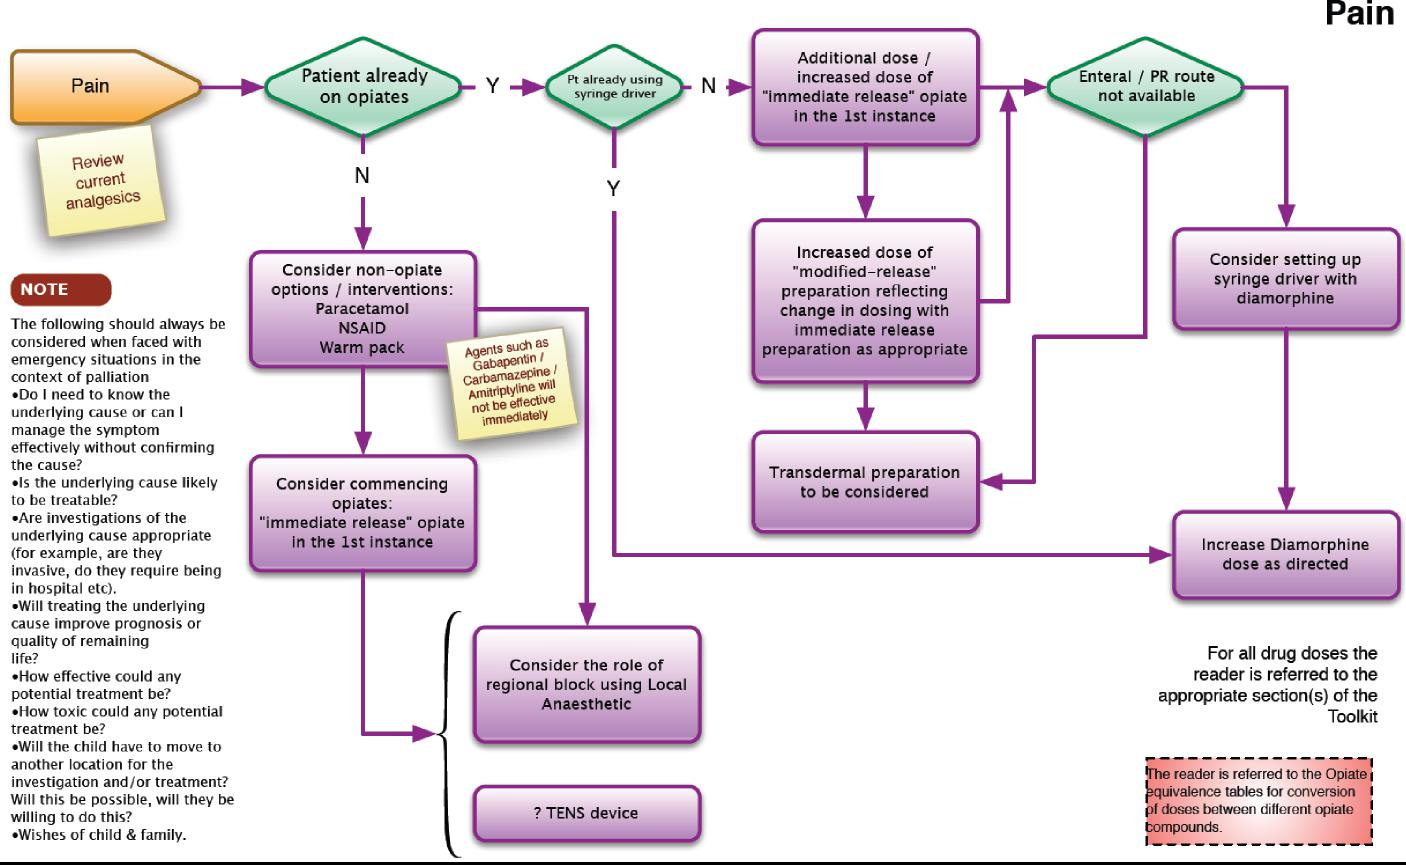 Pain
Pain
Review
current
analgesics
Patient already
on opiates
Y
Pt already using
syringe driver
N
Additional dose /
increased dose of
"immediate release" opiate
in the 1st instance
Enteral / PR route
not available
N
Y
Consider non-opiate
options / interventions:
Paracetamol
NSAID
Warm pack
Agents such as
Gabapentin /
Carbamazepine /
Amitriptyline will
not be effective
immediately
Increased dose of
"modified-release"
preparation reflecting
change in dosing with
immediate release
preparation as appropriate
Consider setting up
syringe driver with
diamorphine
NOTE
The following should always be
considered when faced with
emergency situations in the
context of palliation
•Do I need to know the
underlying cause or can I
manage the symptom
effectively without confirming
the cause?
•Is the underlying cause likely
to be treatable?
•Are investigations of the
underlying cause appropriate
(for example, are they
invasive, do they require being
in hospital etc).
•Will treating the underlying
cause improve prognosis or
quality of remaining
life?
•How effective could any
potential treatment be?
•How toxic could any potential
treatment be?
•Will the child have to move to
another location for the
investigation and/or treatment?
Will this be possible, will they be
willing to do this?
•Wishes of child & family.
Consider commencing
opiates:
"immediate release" opiate
in the 1st instance
Transdermal preparation
to be considered
Increase Diamorphine
dose as directed
Consider the role of
regional block using Local
Anaesthetic
? TENS device
For all drug doses the
reader is referred to the
appropriate section(s) of the
Toolkit
The reader is referred to the Opiate
equivalence tables for conversion
of doses between different opiate
compounds.